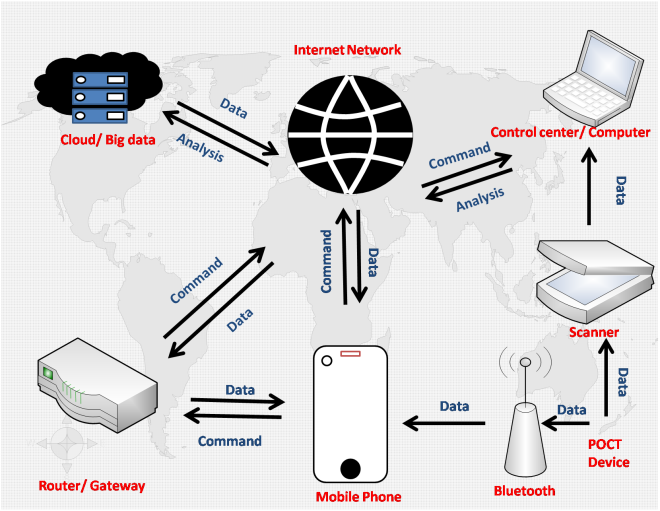 Internet Network
Cloud/ Big data
Data
Analysis
Control center/ Computer
Command
Analysis
Data
Command
Data
Command
Data
Scanner
Data
Data
Command
Data
Data
POCT
Device
Router/ Gateway
Mobile Phone
Bluetooth